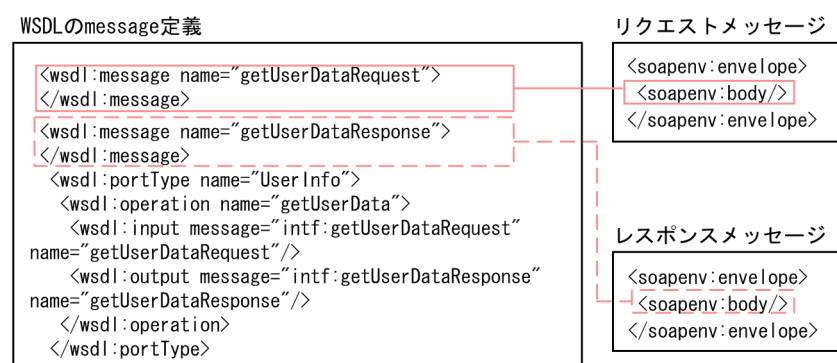 WSDLのmessage定義
<wsdl:message name="getUserDataRequest">
</wsdl:message>
<wsdl:message name="getUserDataResponse">
</wsdl:message>
<wsdl:portType name="UserInfo">
<wsdl:operation name="getUserData">
<wsdl:input message="intf:getUserDataRequest"
name="getUserDataRequest"/>
<wsdl:output message="intf:getUserDataResponse"
name="getUserDataResponse"/>
</wsdl:operation>
</wsdl:portType>
リクエストメッセージ
<soapenv:envelope>
<soapenv:body/>
</soapenv:envelope>
レスポンスメッセージ
<soapenv:envelope>
<soapenv:body/>
</soapenv:envelope>